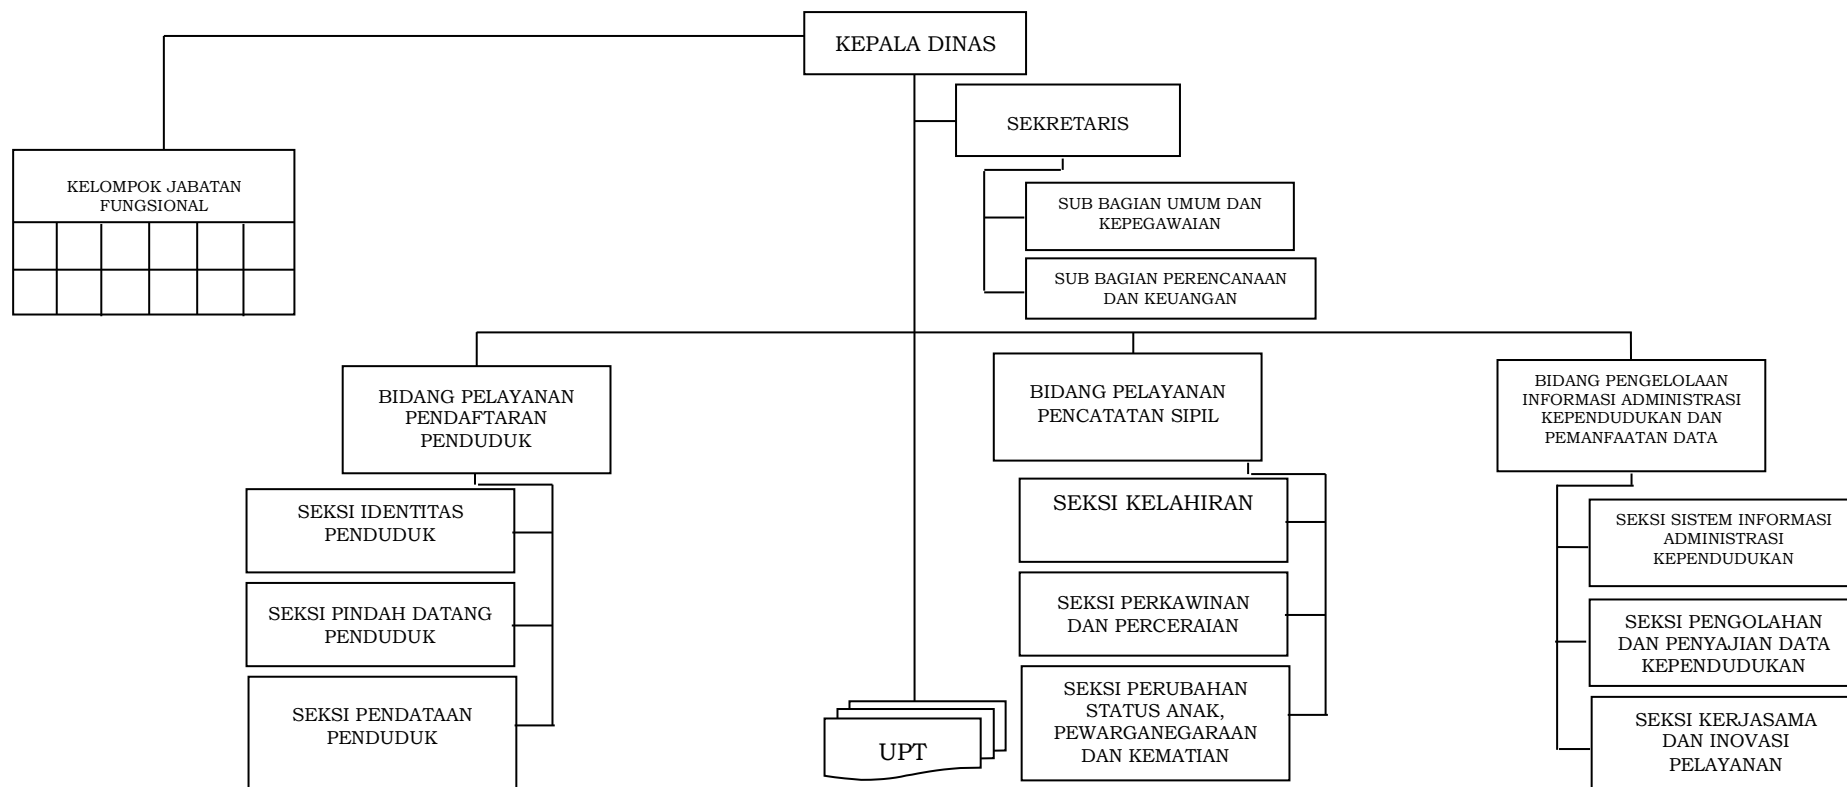 KEPALA DINAS
SEKRETARIS
KELOMPOK JABATAN
FUNGSIONAL
SUB BAGIAN UMUM DAN
KEPEGAWAIAN
SUB BAGIAN PERENCANAAN
DAN KEUANGAN
BIDANG PELAYANAN
PENDAFTARAN
PENDUDUK
SEKSI IDENTITAS
PENDUDUK
SEKSI PINDAH DATANG
PENDUDUK
SEKSI PENDATAAN
PENDUDUK
UPT
BIDANG PELAYANAN
PENCATATAN SIPIL
SEKSI KELAHIRAN
SEKSI PERKAWINAN
DAN PERCERAIAN
SEKSI PERUBAHAN
STATUS ANAK,
PEWARGANEGARAAN
DAN KEMATIAN
BIDANG PENGELOLAAN
INFORMASI ADMINISTRASI
KEPENDUDUKAN DAN
PEMANFAATAN DATA
SEKSI SISTEM INFORMASI
ADMINISTRASI
KEPENDUDUKAN
SEKSI PENGOLAHAN
DAN PENYAJIAN DATA
KEPENDUDUKAN
SEKSI KERJASAMA
DAN INOVASI
PELAYANAN